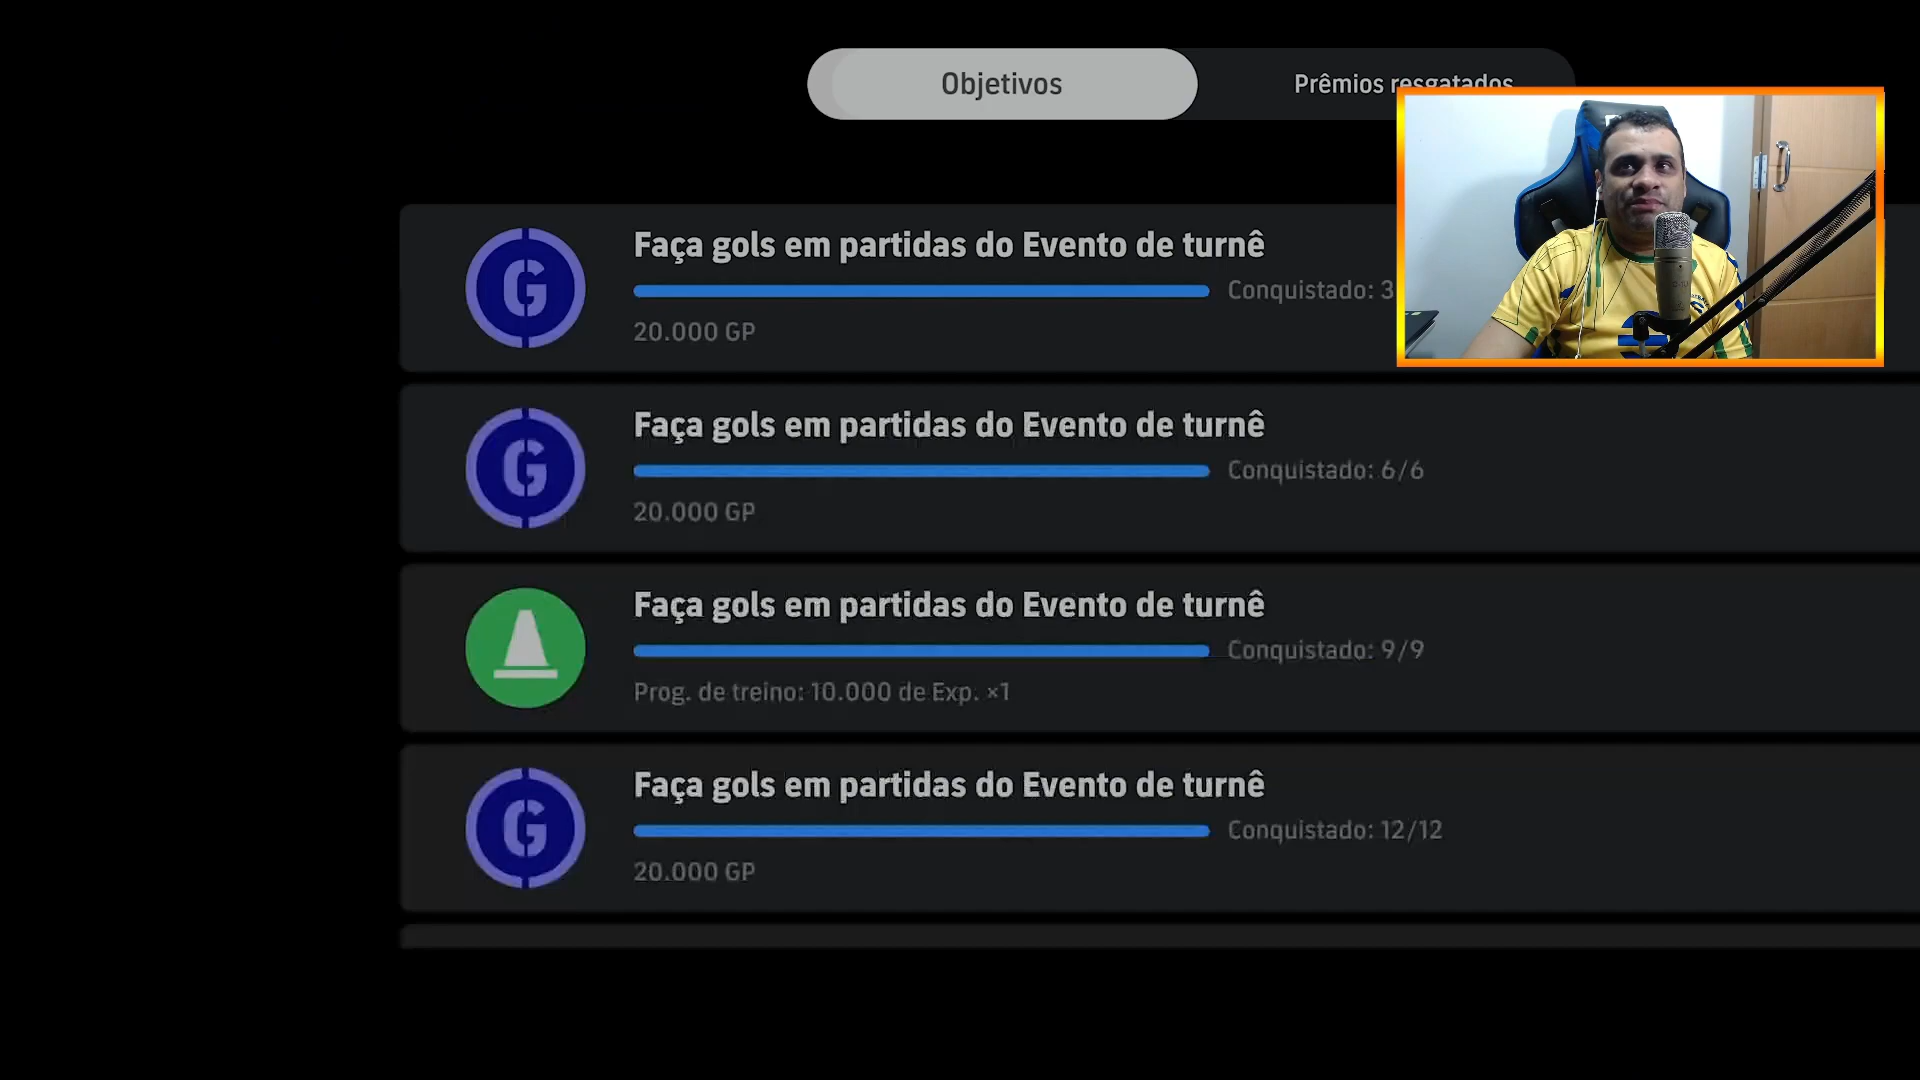 Objetivos
Prêmios resgatados
Faça gols em partidas do Evento de turnê
Conquistado: 3
20.000 GP
Faça gols em partidas do Evento de turnê
Conquistado: 6/6
20.000 GP
Faça gols em partidas do Evento de turnê
Conquistado: 9/9
Prog. de treino: 10.000 de Exp. ×1
Faça gols em partidas do Evento de turnê
Conquistado: 12/12
20.000 GP